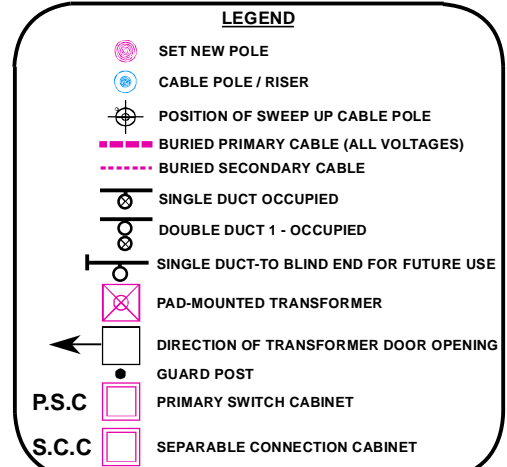 LEGEND
SET NEW POLE
CABLE POLE / RISER
POSITION OF SWEEP UP CABLE POLE
BURIED PRIMARY CABLE (ALL VOLTAGES)
BURIED SECONDARY CABLE
SINGLE DUCT OCCUPIED
DOUBLE DUCT 1 - OCCUPIED
SINGLE DUCT-TO BLIND END FOR FUTURE USE
PAD-MOUNTED TRANSFORMER
DIRECTION OF TRANSFORMER DOOR OPENING
GUARD POST
P.S.C PRIMARY SWITCH CABINET
S.C.C SEPARABLE CONNECTION CABINET